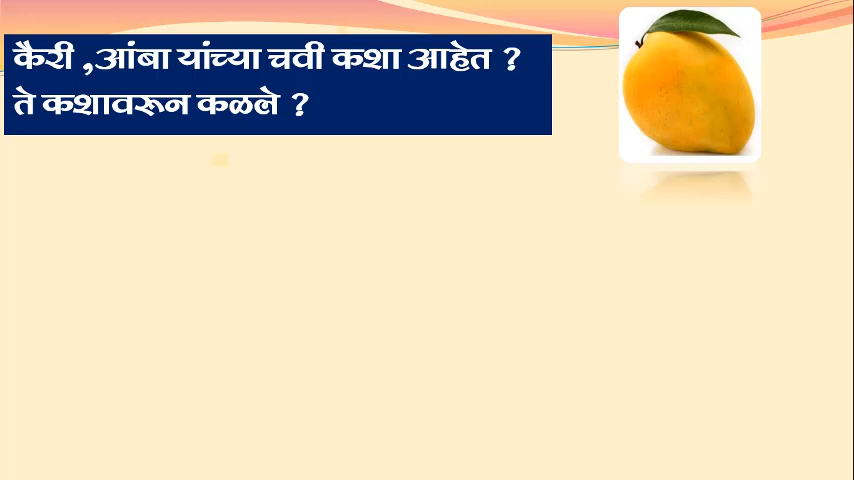 कैरी ,आंबा यांच्या चवी कशा आहेत ?
ते कशावरून कळले ?